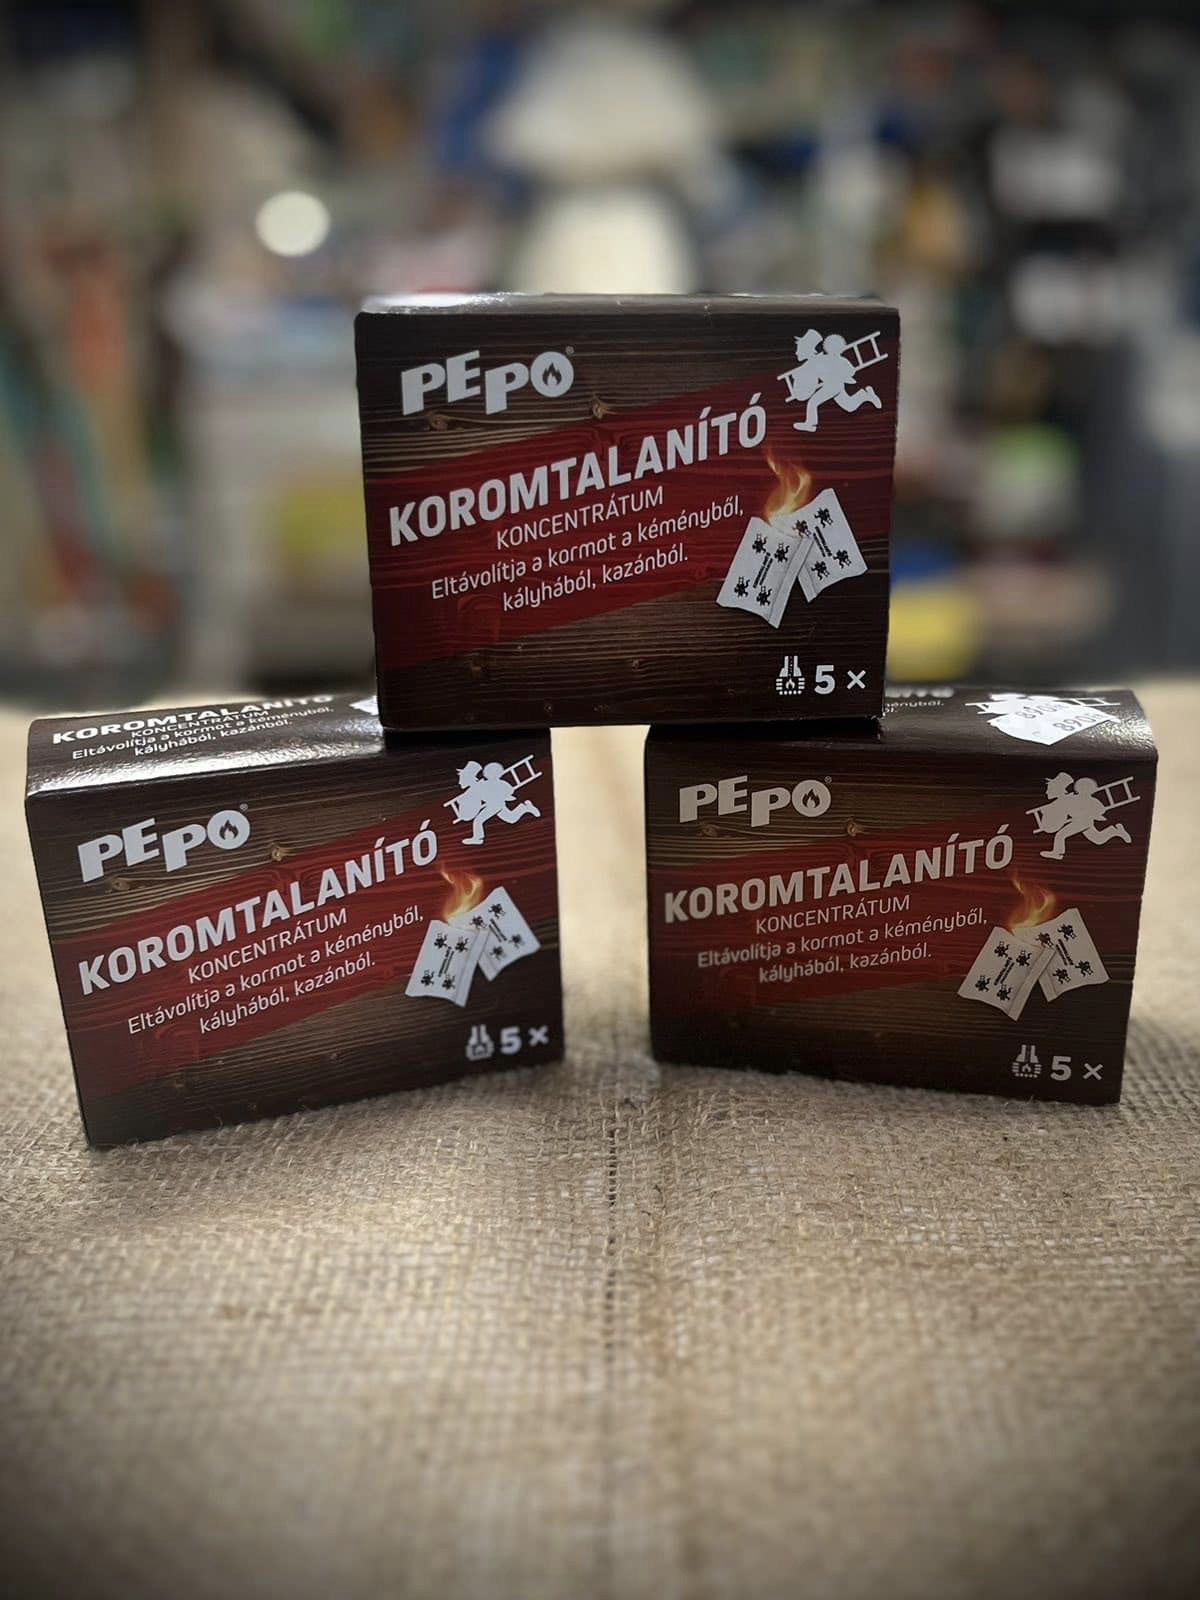 PEPO®
KOROMTALANÍTÓ
KONCENTRÁTUM
Eltávolítja a kormot a kéményből,
kályhából, kazánból.
5 ×
KOROMTALANÍTÓ
KONCENTRÁTUM
Eltávolítja a kormot a kéményből,
kályhából, kazánból.
PEPO®
KOROMTALANÍTÓ
KONCENTRÁTUM
Eltávolítja a kormot a kéményből,
kályhából, kazánból.
5 ×
PEPO®
KOROMTALANÍTÓ
KONCENTRÁTUM
Eltávolítja a kormot a kéményből,
kályhából, kazánból.
5 ×